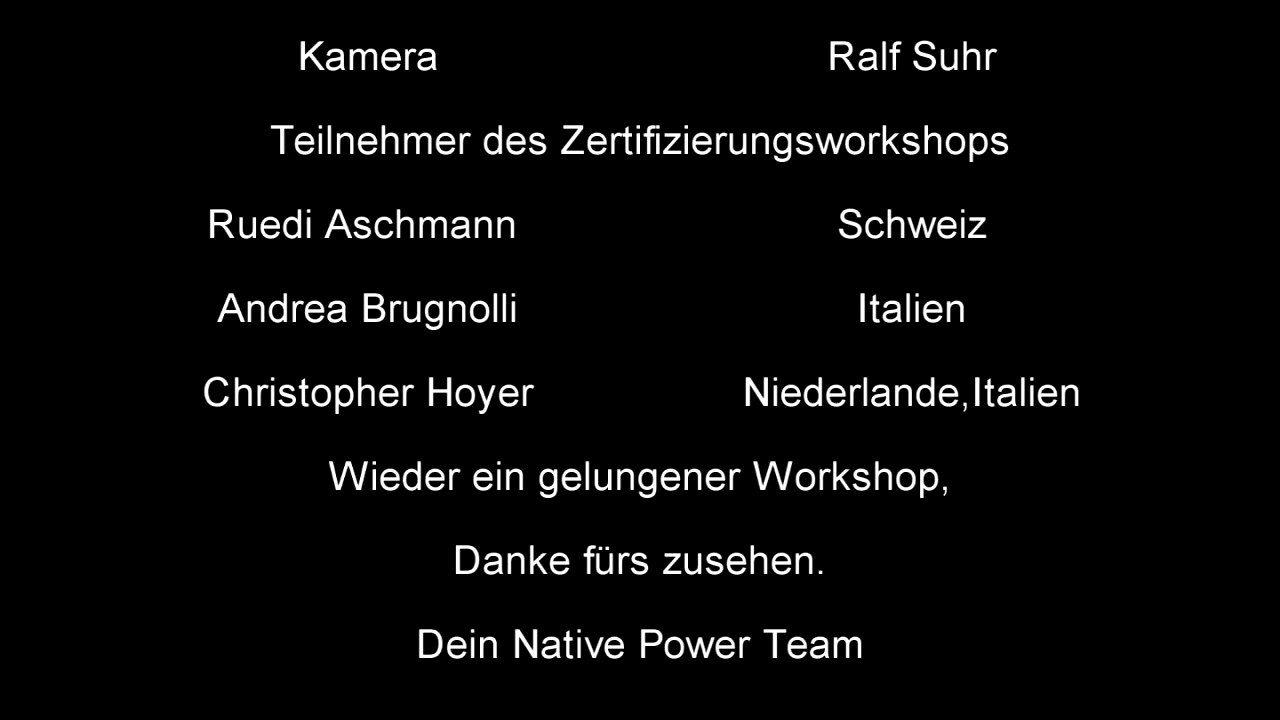 Kamera Ralf Suhr
Teilnehmer des Zertifizierungsworkshops
Ruedi Aschmann Schweiz
Andrea Brugnolli Italien
Christopher Hoyer Niederlande,Italien
Wieder ein gelungener Workshop,
Danke fürs zusehen.
Dein Native Power Team